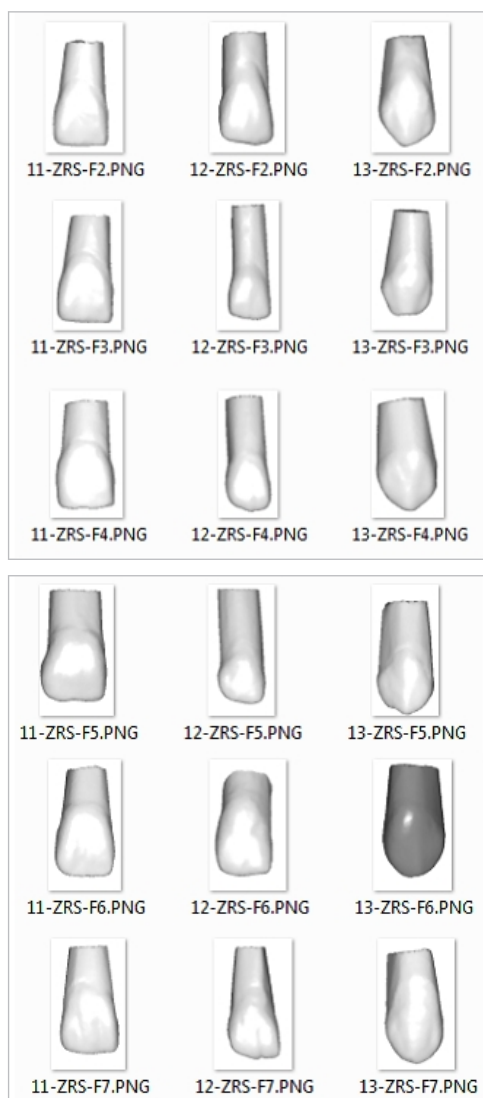 11-ZRS-F2.PNG 12-ZRS-F2.PNG 13-ZRS-F2.PNG
11-ZRS-F3.PNG 12-ZRS-F3.PNG 13-ZRS-F3.PNG
11-ZRS-F4.PNG 12-ZRS-F4.PNG 13-ZRS-F4.PNG
11-ZRS-F5.PNG 12-ZRS-F5.PNG 13-ZRS-F5.PNG
11-ZRS-F6.PNG 12-ZRS-F6.PNG 13-ZRS-F6.PNG
11-ZRS-F7.PNG 12-ZRS-F7.PNG 13-ZRS-F7.PNG